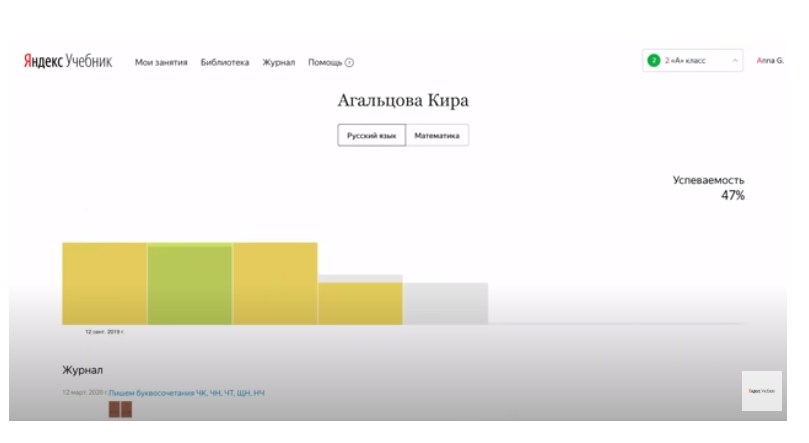 Яндекс Учебник Мои занятия Библиотека Журнал Помощь 2 2 «А» класс Anna G.
Агальцова Кира
Русский язык Математика
Успеваемость
47%
12 сент. 2019 г.
Журнал
12 март. 2020 г. Пишем буквосочетания ЧК, ЧН, ЧТ, ЩН, НЧ
Яндекс Учебник